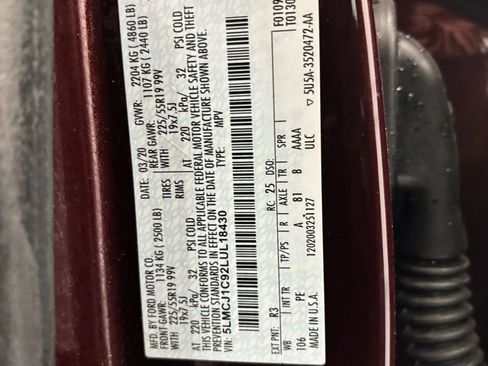 MFD. BY FORD MOTOR CO.
DATE: 03/20 GVWR: 2204 KG ( 4860 LB)
FRONT GAWR: 1134 KG ( 2500 LB) REAR GAWR: 1107 KG ( 2440 LB)
WITH 225/55R19 99V TIRES WITH 225/55R19 99V
19x7.5J RIMS 19x7.5J
AT 220 kPa/ 32 PSI COLD AT 220 kPa/ 32 PSI COLD
THIS VEHICLE CONFORMS TO ALL APPLICABLE FEDERAL MOTOR VEHICLE SAFETY AND THEFT
PREVENTION STANDARDS IN EFFECT ON THE DATE OF MANUFACTURE SHOWN ABOVE.
VIN: 5LMCJ1C92LUL18430
TYPE: MPV
F0109
T0130
EXT PNT: R3 RC: 25 DSO:
WB INT TR TP/PS R AXLE TR SPR
106 PE A 81 8 AAAA
MADE IN U.S.A. ULC
1202003251127
5U5A-3520472-AA